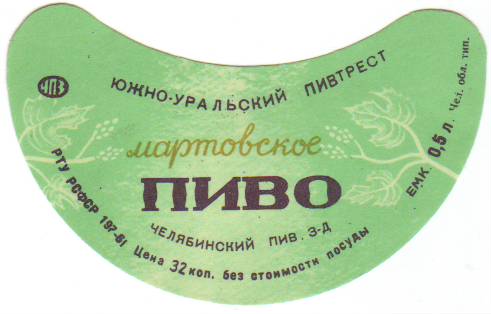 ЧПЗ
ЮЖНО-УРАЛЬСКИЙ ПИВТРЕСТ
мартовское
ПИВО
ЧЕЛЯБИНСКИЙ ПИВ. З-Д
РТУ РСФСР 197-61 Цена 32 коп. без стоимости посуды
ЕМК. 0,5 л.
Чел. обл. тип.